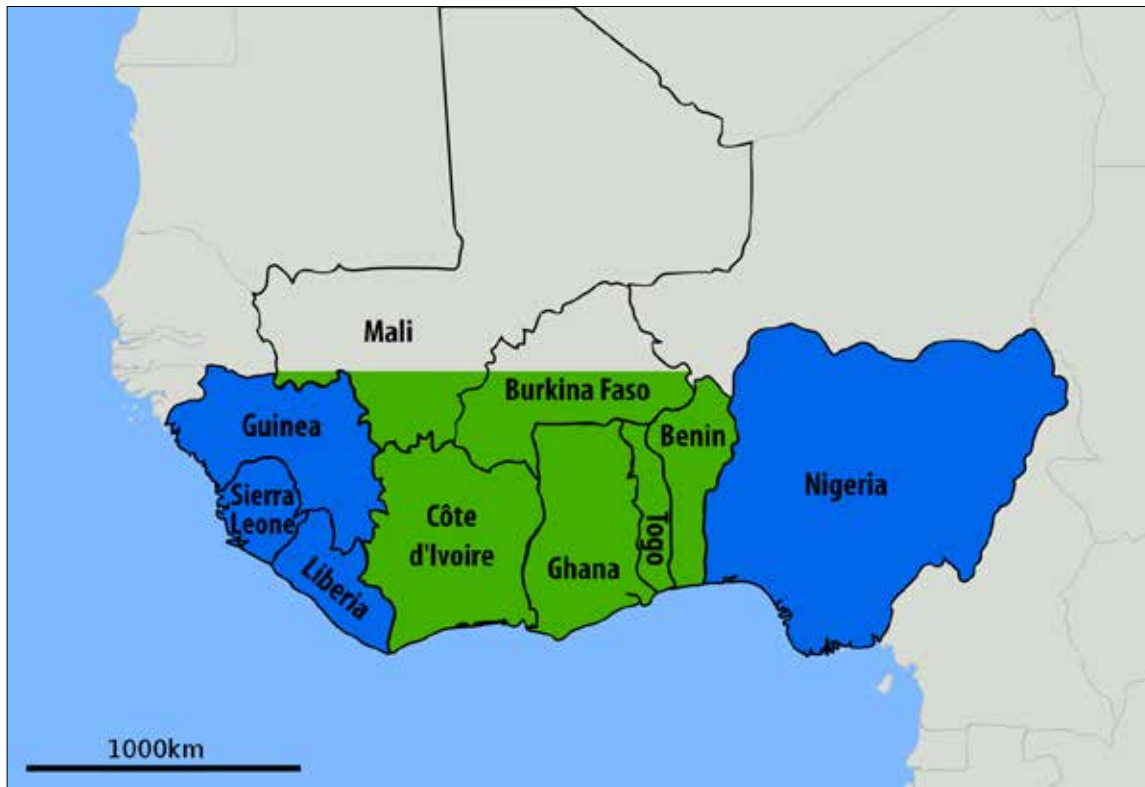 Mali
Burkina Faso
Guinea
Benin
Nigeria
Sierra
Leone
Côte
d'Ivoire
Togo
Ghana
Liberia
1000km